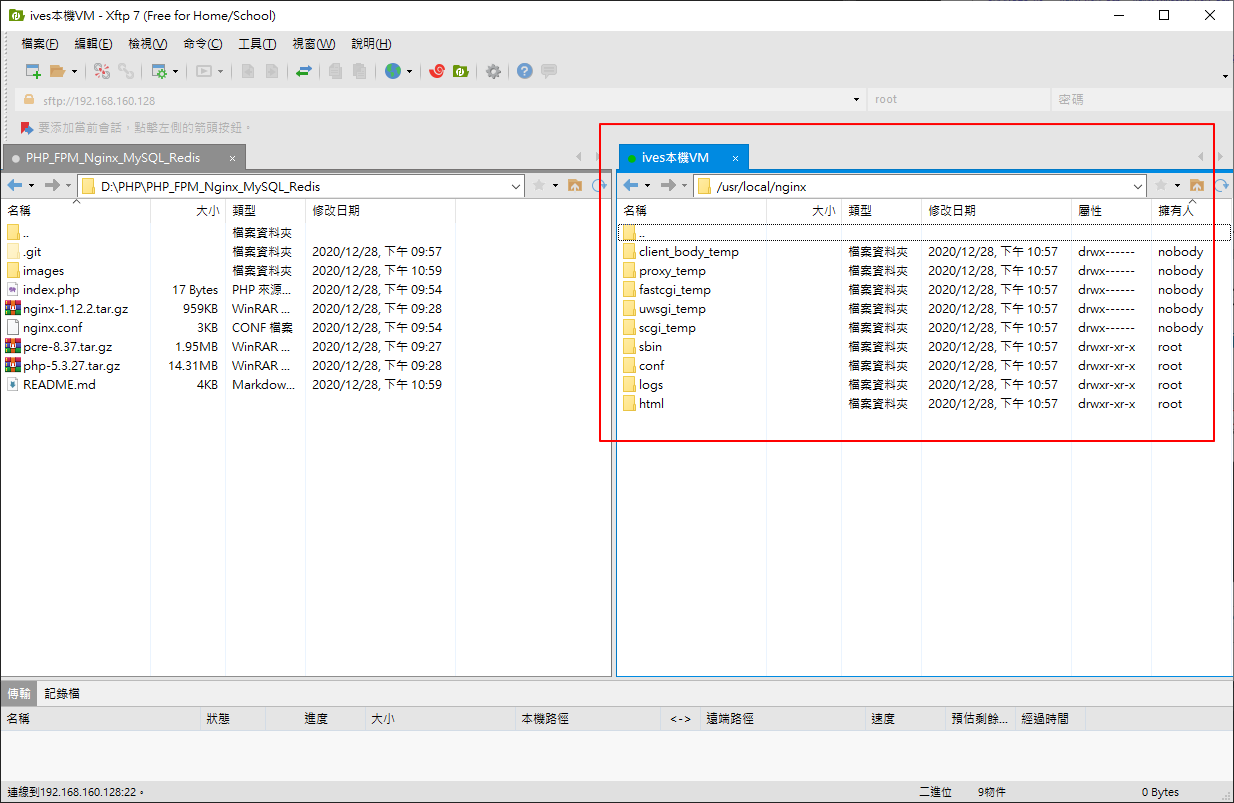 ives本機VM - Xftp 7 (Free for Home/School)
檔案(F) 編輯(E) 檢視(V) 命令(C) 工具(T) 視窗(W) 說明(H)
sftp://192.168.160.128 root 密碼
要添加當前會話，點擊左側的箭頭按鈕。
PHP_FPM_Nginx_MySQL_Redis × ives本機VM ×
D:\PHP\PHP_FPM_Nginx_MySQL_Redis /usr/local/nginx
名稱 大小 類型 修改日期
..  檔案資料夾
.git 檔案資料夾 2020/12/28, 下午 09:57
images 檔案資料夾 2020/12/28, 下午 10:59
index.php 17 Bytes PHP 來源... 2020/12/28, 下午 09:54
nginx-1.12.2.tar.gz 959KB WinRAR ... 2020/12/28, 下午 09:28
nginx.conf 3KB CONF 檔案 2020/12/28, 下午 09:54
pcre-8.37.tar.gz 1.95MB WinRAR ... 2020/12/28, 下午 09:27
php-5.3.27.tar.gz 14.31MB WinRAR ... 2020/12/28, 下午 09:28
README.md 4KB Markdow... 2020/12/28, 下午 10:59
名稱 大小 類型 修改日期 屬性 擁有人
..
client_body_temp 檔案資料夾 2020/12/28, 下午 10:57 drwx------ nobody
proxy_temp 檔案資料夾 2020/12/28, 下午 10:57 drwx------ nobody
fastcgi_temp 檔案資料夾 2020/12/28, 下午 10:57 drwx------ nobody
uwsgi_temp 檔案資料夾 2020/12/28, 下午 10:57 drwx------ nobody
scgi_temp 檔案資料夾 2020/12/28, 下午 10:57 drwx------ nobody
sbin 檔案資料夾 2020/12/28, 下午 10:57 drwxr-xr-x root
conf 檔案資料夾 2020/12/28, 下午 10:57 drwxr-xr-x root
logs 檔案資料夾 2020/12/28, 下午 10:57 drwxr-xr-x root
html 檔案資料夾 2020/12/28, 下午 10:57 drwxr-xr-x root
傳輸 記錄檔
名稱 狀態 進度 大小 本機路徑 <-> 遠端路徑 速度 預估剩餘... 經過時間
連線到192.168.160.128:22。 二進位 9物件 0 Bytes